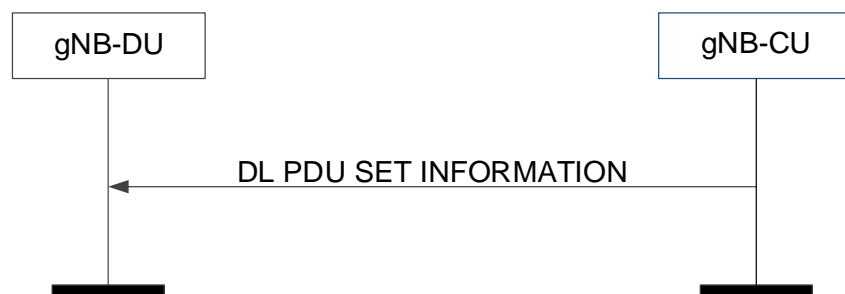 gNB-DU
gNB-CU
DL PDU SET INFORMATION